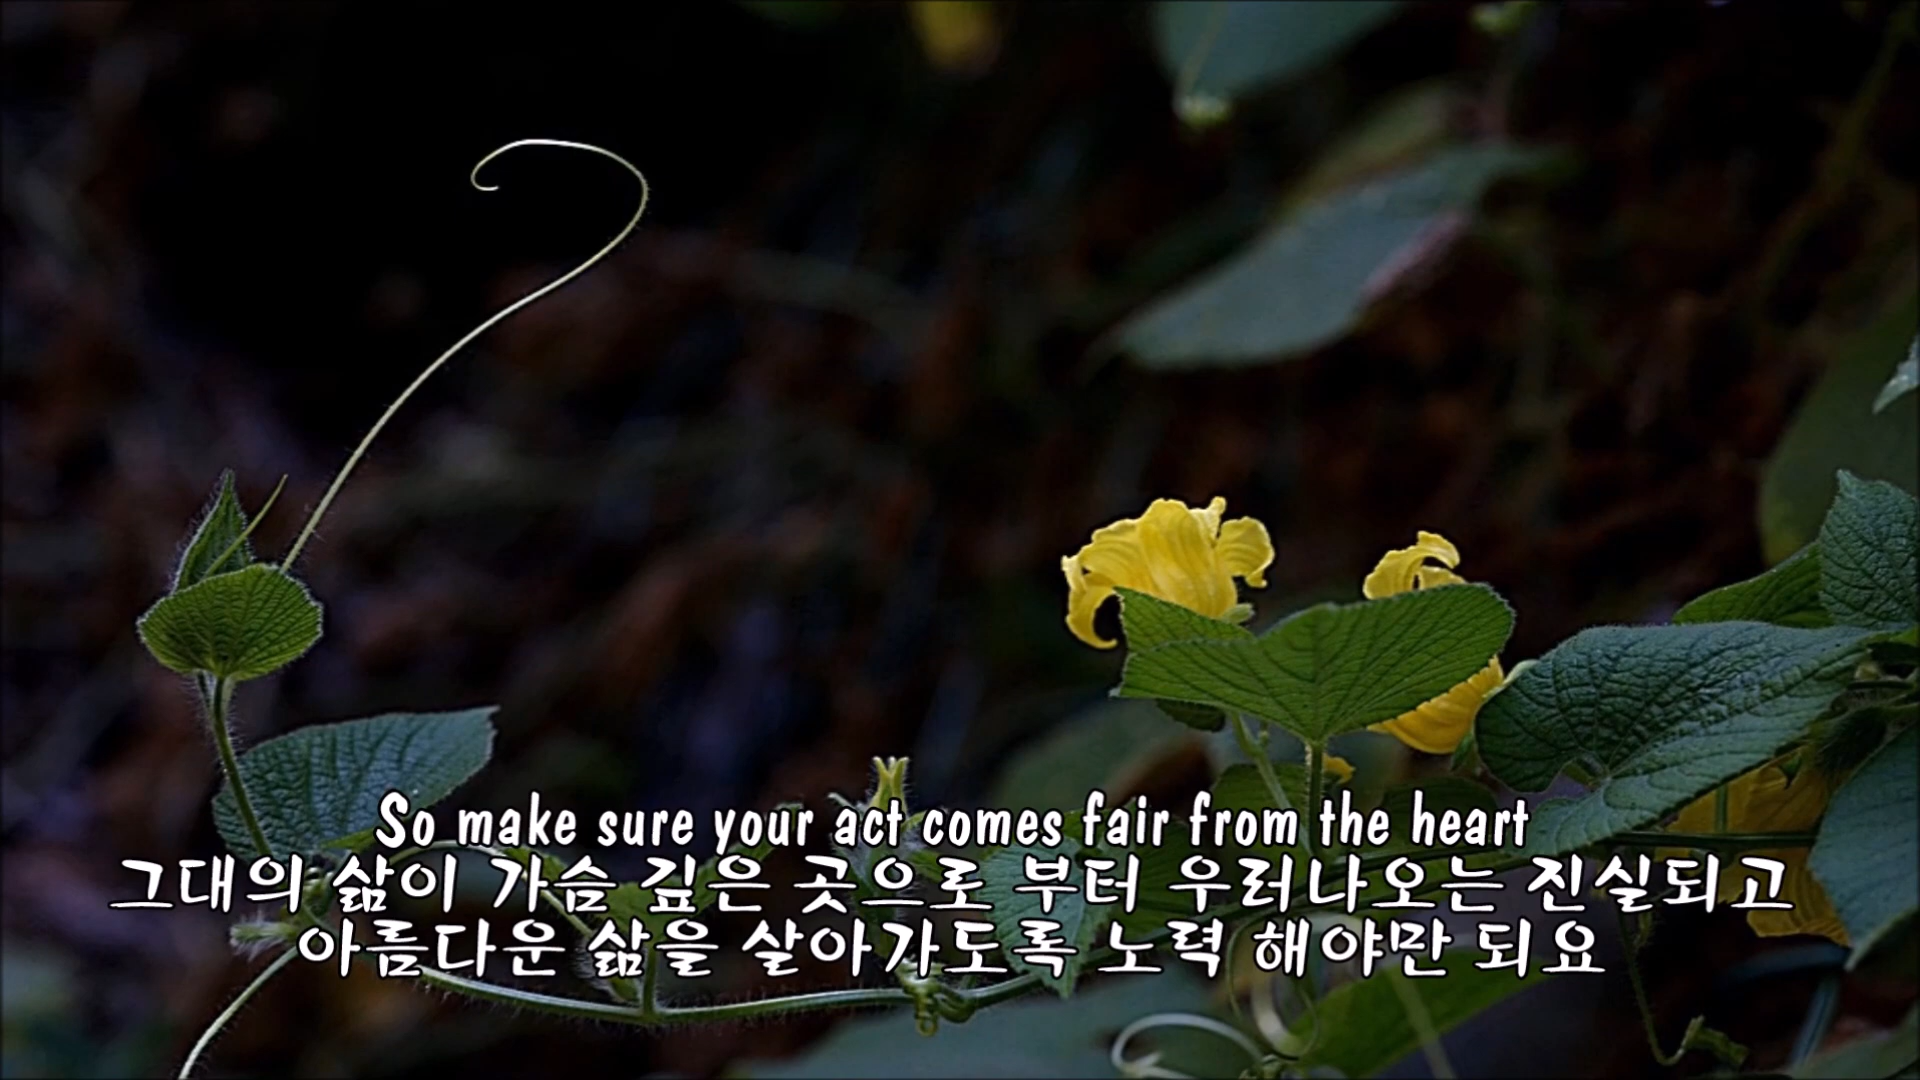 So make sure your act comes fair from the heart
그대의 삶이 가슴 깊은 곳으로 부터 우러나오는 진실되고
아름다운 삶을 살아가도록 노력 해야만 되요